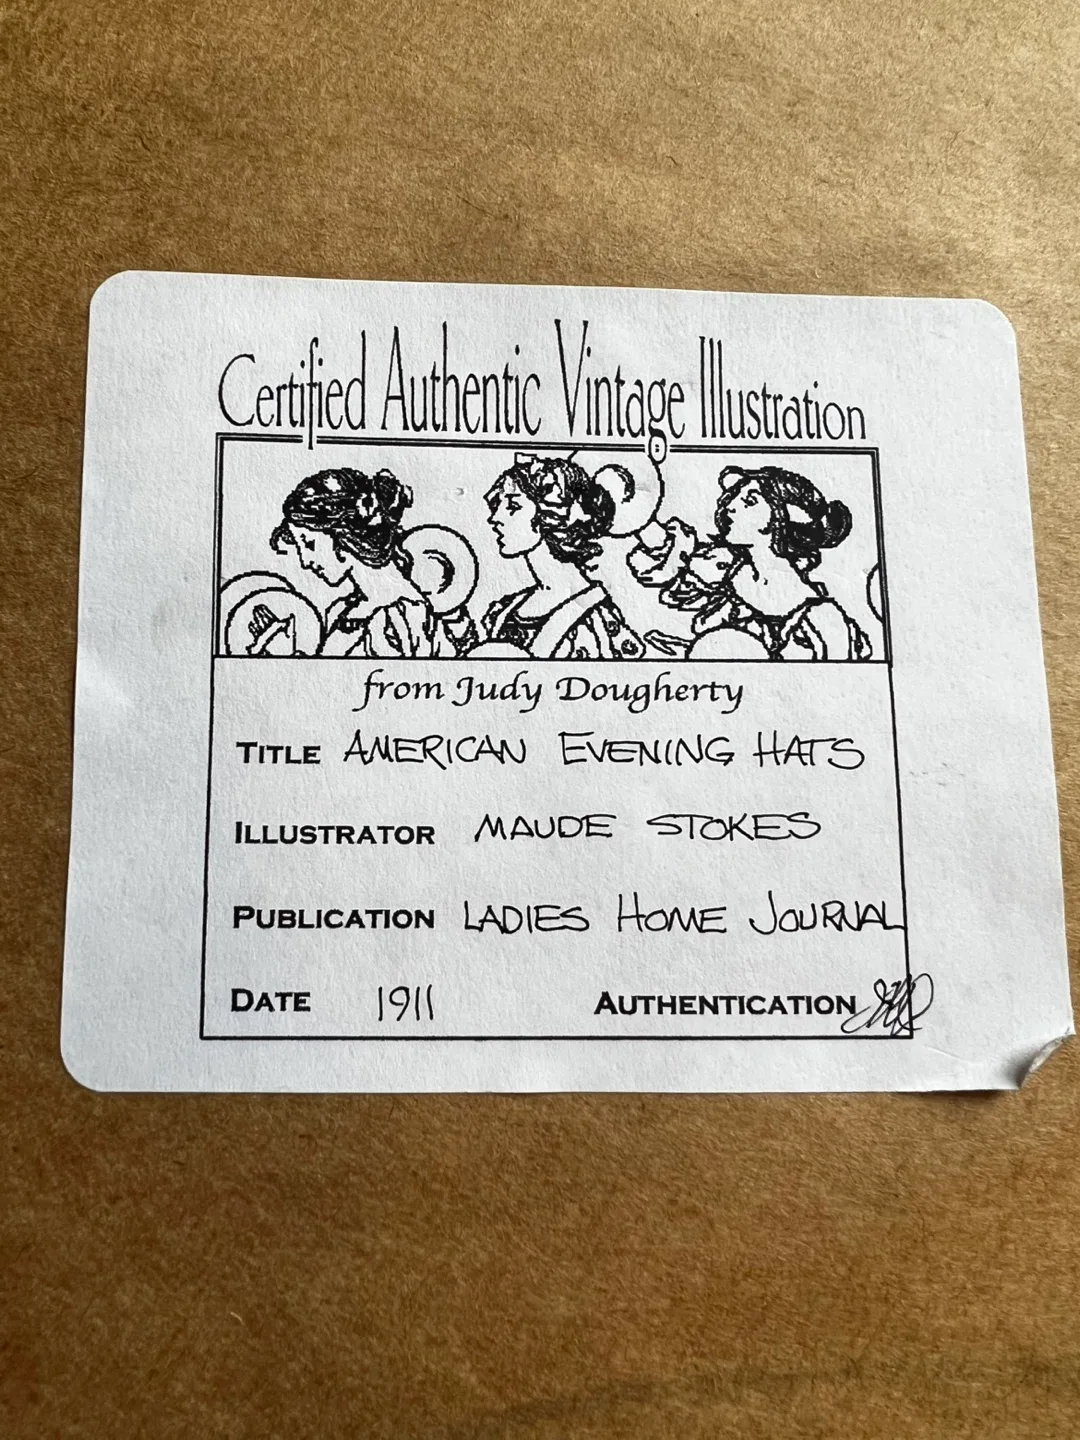 Certified Authentic Vintage Illustration
from Judy Dougherty
TITLE AMERICAN EVENING HATS
ILLUSTRATOR MAUDE STOKES
PUBLICATION LADIES HOME JOURNAL
DATE 1911 AUTHENTICATION